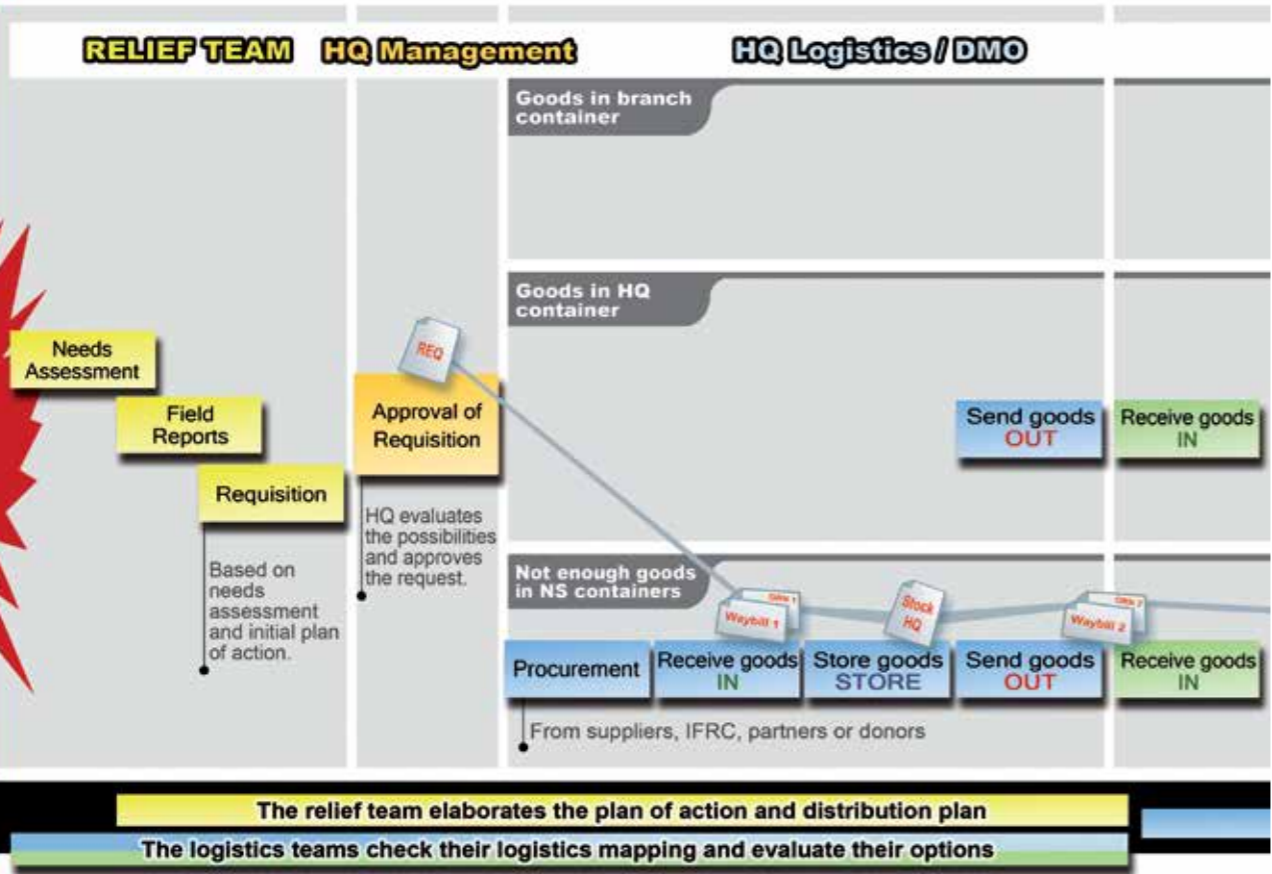 RELIEF TEAM
HQ Management
HQ Logistics / DMO
Goods in branch
container
Goods in HQ
container
REQ
Needs
Assessment
Field
Reports
Requisition
Based on
needs
assessment
and initial plan
of action.
Approval of
Requisition
HQ evaluates
the possibilities
and approves
the request.
Send goods
OUT
Receive goods
IN
Not enough goods
in NS containers
GRN 1
Waybill 1
Stock
HQ
GRN 2
Waybill 2
Procurement
Receive goods
IN
Store goods
STORE
Send goods
OUT
Receive goods
IN
From suppliers, IFRC, partners or donors
The relief team elaborates the plan of action and distribution plan
The logistics teams check their logistics mapping and evaluate their options